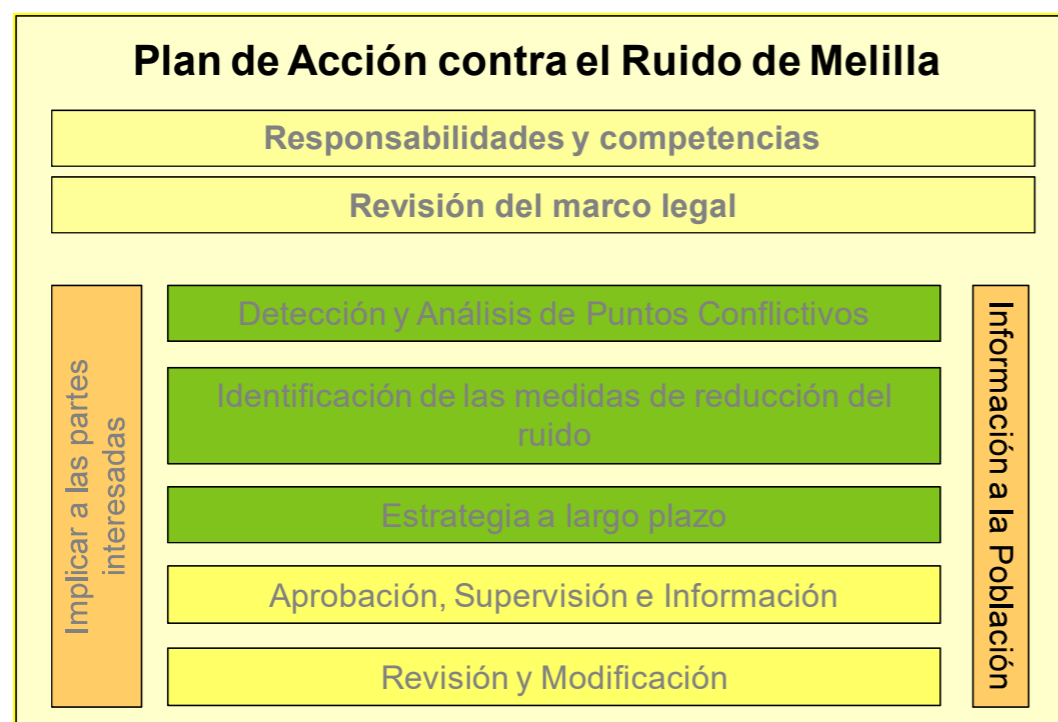 Plan de Acción contra el Ruido de Melilla
Responsabilidades y competencias
Revisión del marco legal
Implicar a las partes
interesadas
Detección y Análisis de Puntos Conflictivos
Identificación de las medidas de reducción del
ruido
Estrategia a largo plazo
Aprobación, Supervisión e Información
Revisión y Modificación
Información a la Población